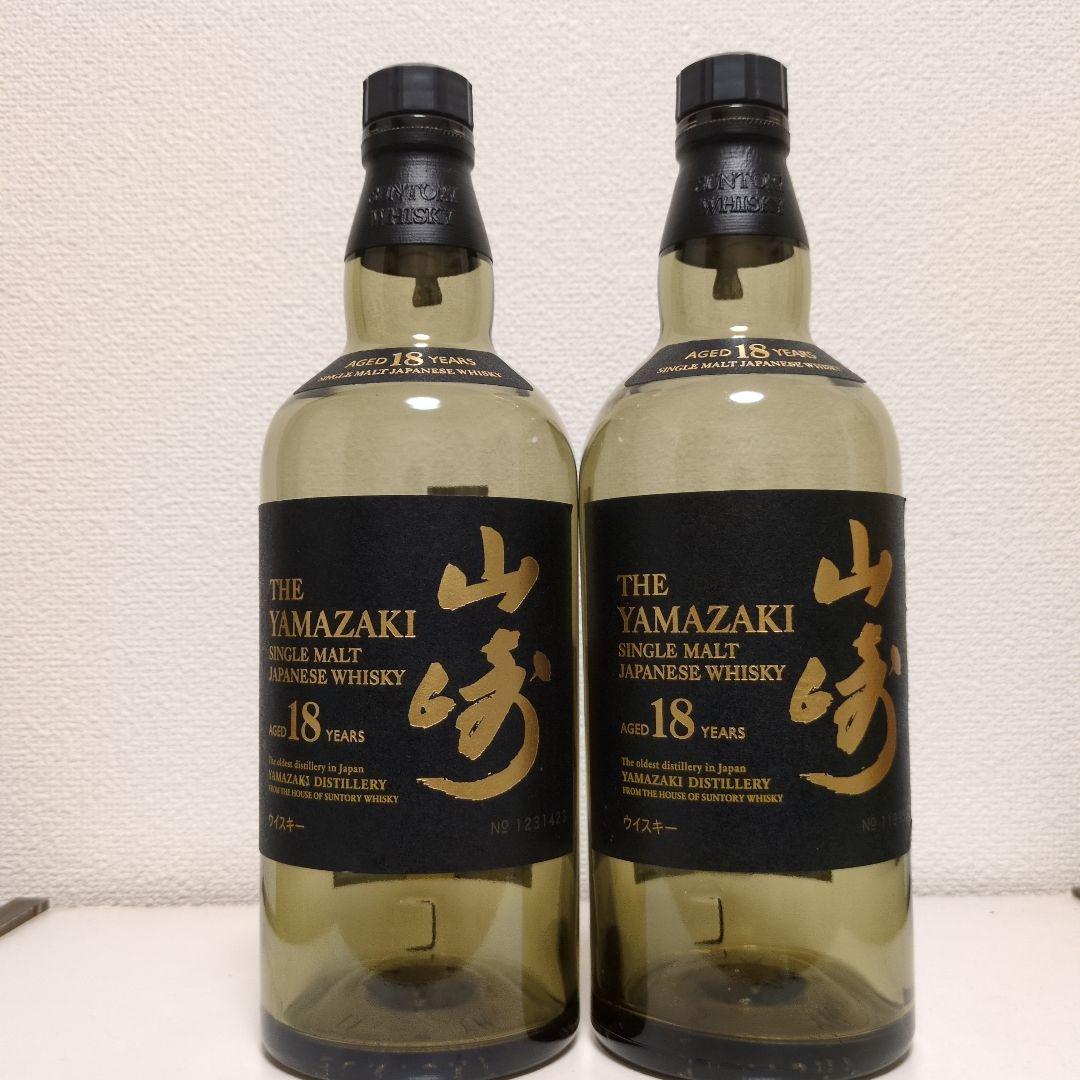 SUNTORY
WHISKY
AGED 18 YEARS
SINGLE MALT JAPANESE WHISKY
THE
YAMAZAKI
SINGLE MALT
JAPANESE WHISKY
AGED 18 YEARS
The oldest distillery in Japan
YAMAZAKI DISTILLERY
FROM THE HOUSE OF SUNTORY WHISKY
ウイスキー
山崎
№ 1231423
SUNTORY
WHISKY
AGED 18 YEARS
SINGLE MALT JAPANESE WHISKY
THE
YAMAZAKI
SINGLE MALT
JAPANESE WHISKY
AGED 18 YEARS
The oldest distillery in Japan
YAMAZAKI DISTILLERY
FROM THE HOUSE OF SUNTORY WHISKY
ウイスキー
山崎
№